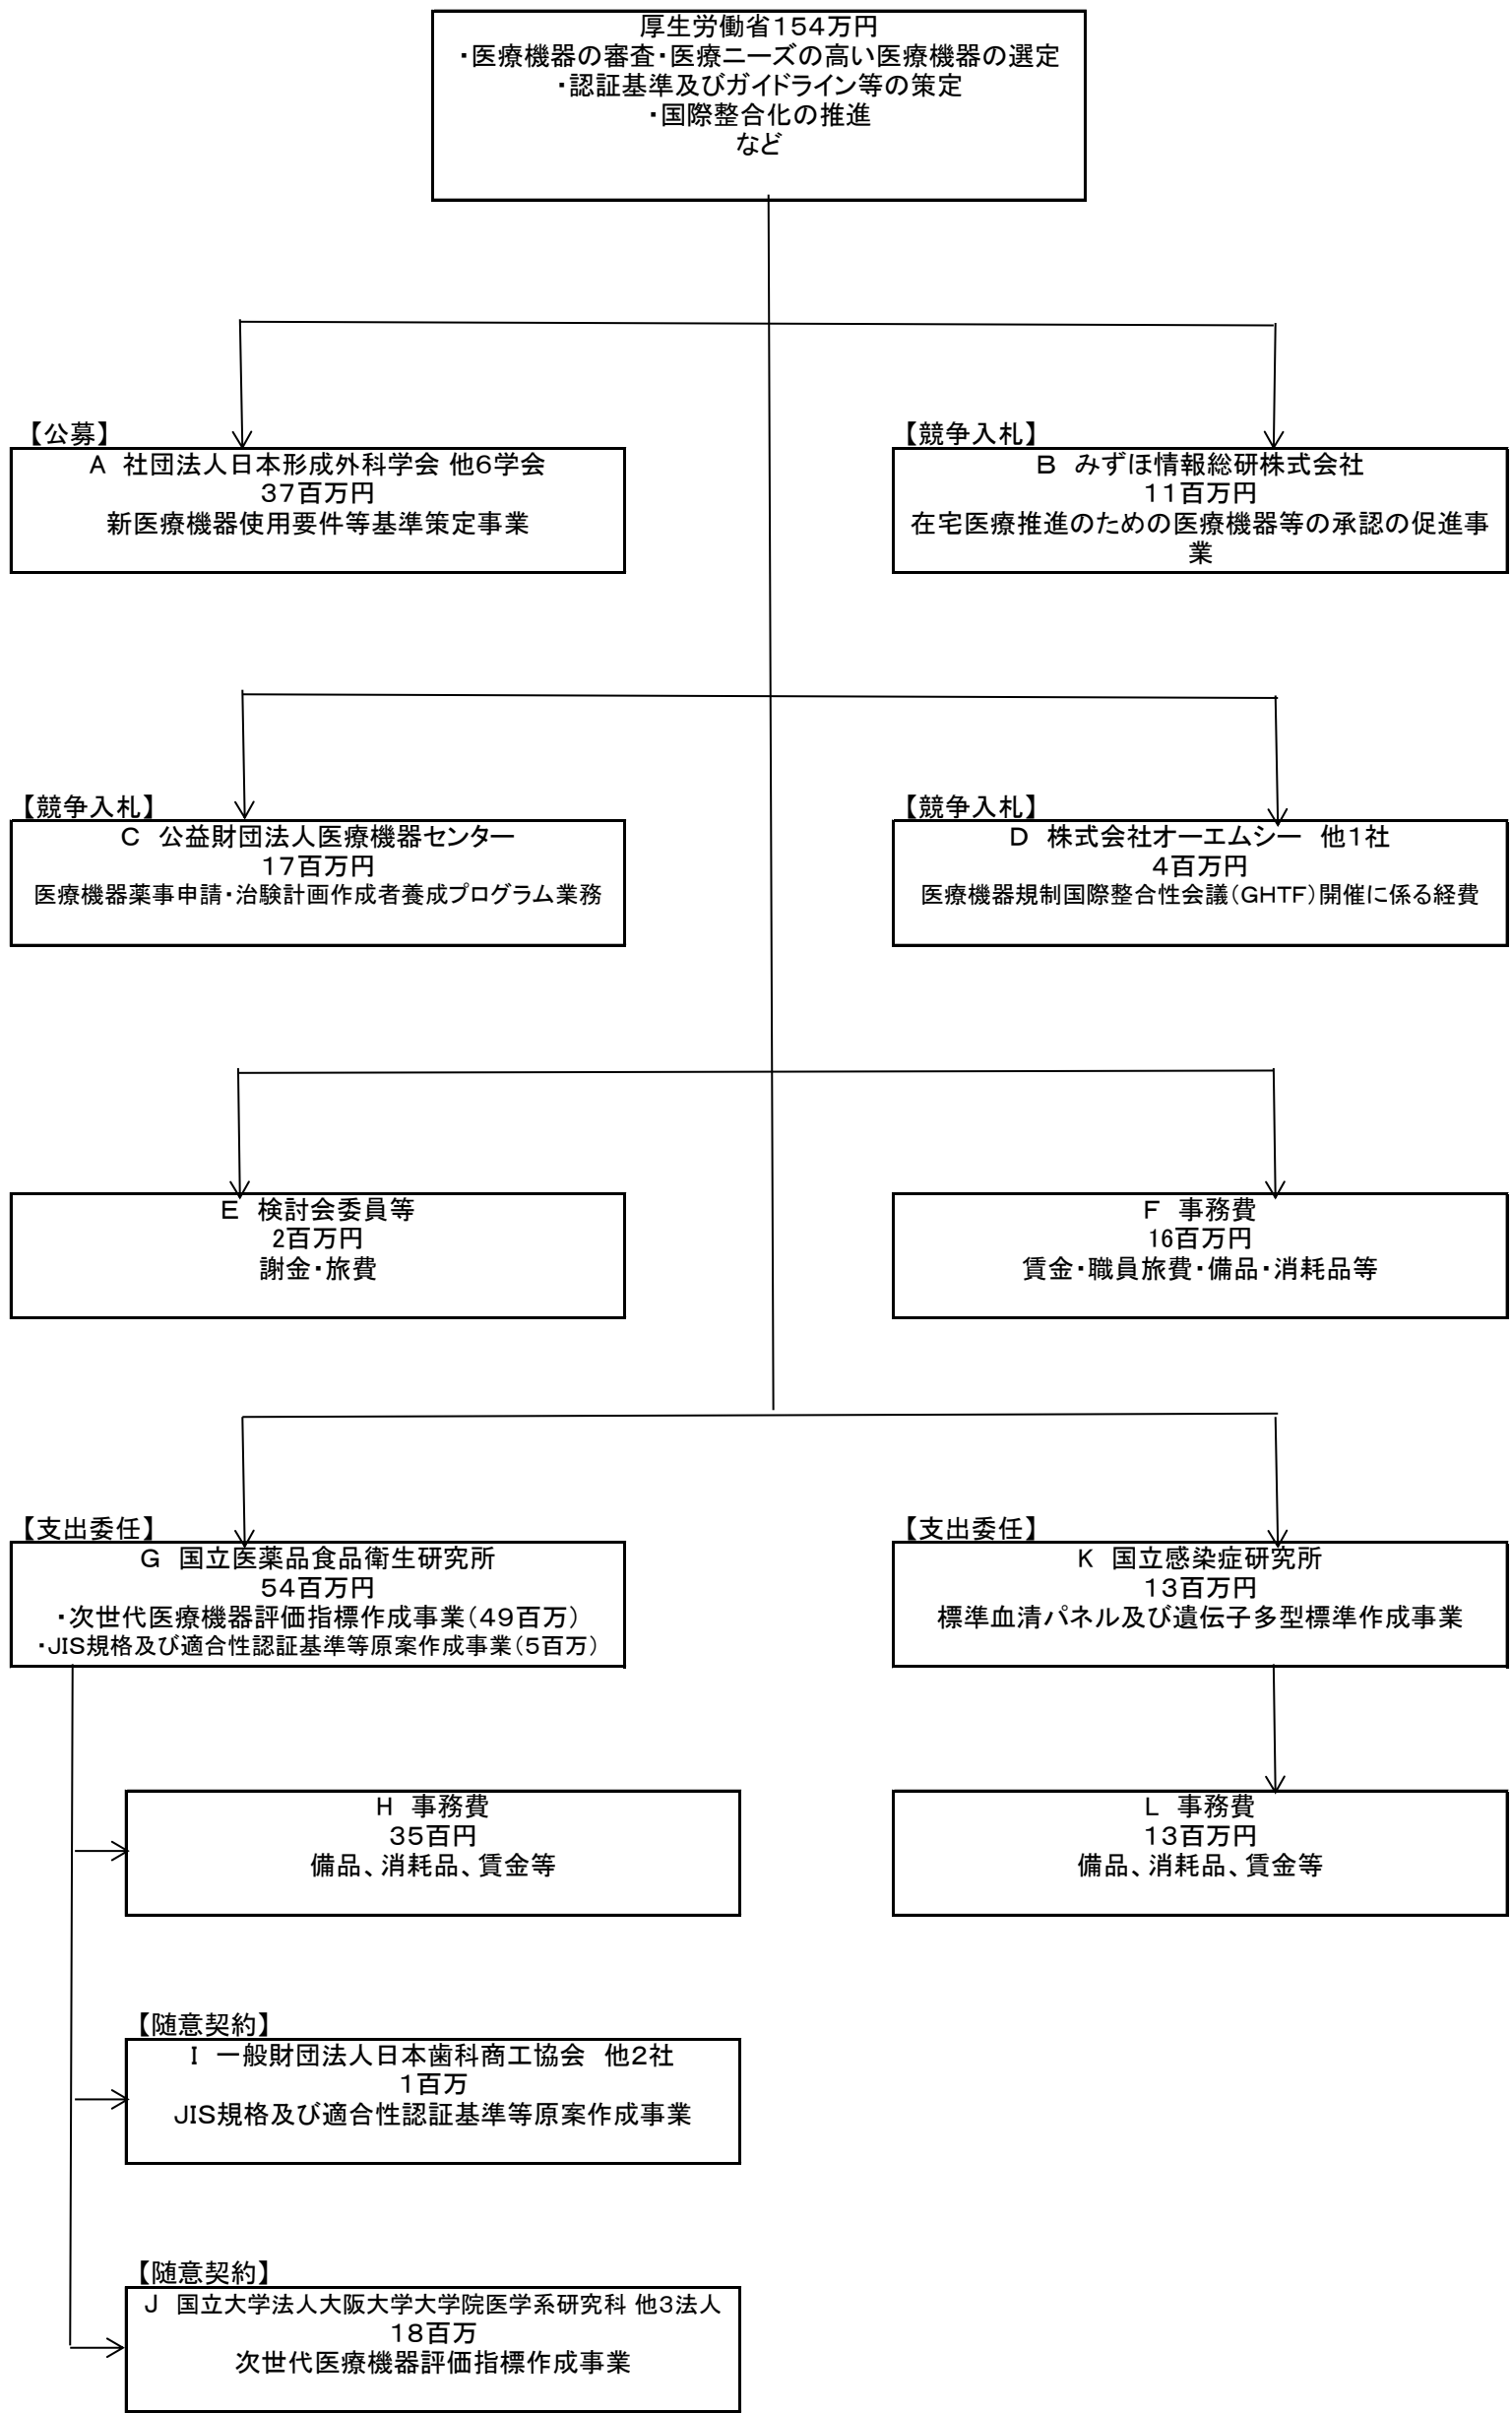 厚生労働省154万円
・医療機器の審査・医療ニーズの高い医療機器の選定
・認証基準及びガイドライン等の策定
・国際整合化の推進
など
【公募】
A 社団法人日本形成外科学会 他6学会
37百万円
新医療機器使用要件等基準策定事業
【競争入札】
B みずほ情報総研株式会社
11百万円
在宅医療推進のための医療機器等の承認の促進事
業
【競争入札】
C 公益財団法人医療機器センター
17百万円
医療機器薬事申請・治験計画作成者養成プログラム業務
【競争入札】
D 株式会社オーエムシー 他1社
4百万円
医療機器規制国際整合性会議(GHTF)開催に係る経費
E 検討会委員等
2百万円
謝金・旅費
F 事務費
16百万円
賃金・職員旅費・備品・消耗品等
【支出委任】
G 国立医薬品食品衛生研究所
54百万円
・次世代医療機器評価指標作成事業(49百万)
・JIS規格及び適合性認証基準等原案作成事業(5百万)
【支出委任】
K 国立感染症研究所
13百万円
標準血清パネル及び遺伝子多型標準作成事業
H 事務費
35百円
備品、消耗品、賃金等
L 事務費
13百万円
備品、消耗品、賃金等
【随意契約】
I 一般財団法人日本歯科商工協会 他2社
1百万
JIS規格及び適合性認証基準等原案作成事業
【随意契約】
J 国立大学法人大阪大学大学院医学系研究科 他3法人
18百万
次世代医療機器評価指標作成事業